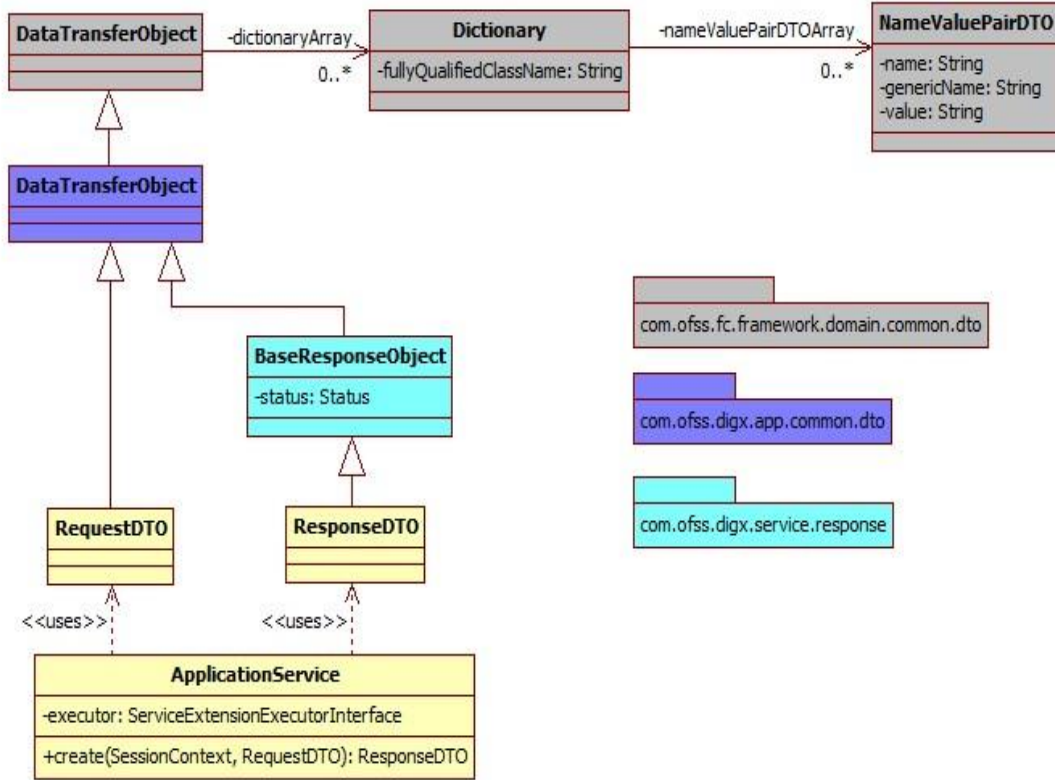 DataTransferObject
-dictionaryArray
0..*
Dictionary
-fullyQualifiedClassName: String
-nameValuePairDTOArray
0..*
NameValuePairDTO
-name: String
-genericName: String
-value: String
DataTransferObject
BaseResponseObject
-status: Status
com.ofss.fc.framework.domain.common.dto
com.ofss.digx.app.common.dto
com.ofss.digx.service.response
RequestDTO
ResponseDTO
<<uses>>
<<uses>>
ApplicationService
-executor: ServiceExtensionExecutorInterface
+create(SessionContext, RequestDTO): ResponseDTO